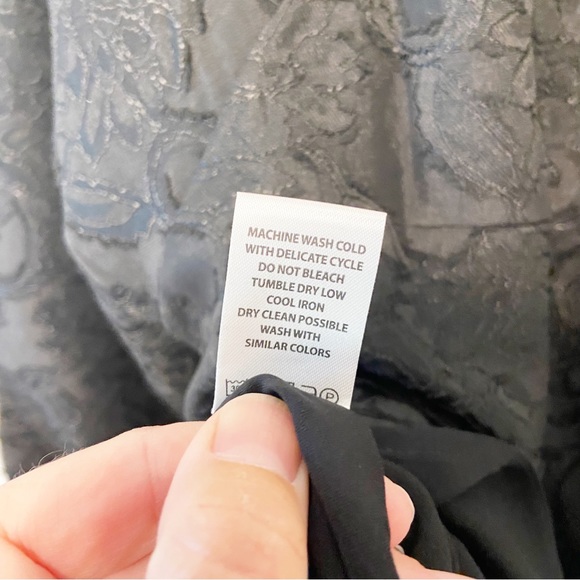 MACHINE WASH COLD
WITH DELICATE CYCLE
DO NOT BLEACH
TUMBLE DRY LOW
COOL IRON
DRY CLEAN POSSIBLE
WASH WITH
SIMILAR COLORS
P